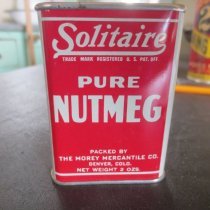 Solitaire
TRADE MARK REGISTERED U.S. PAT. OFF.
PURE
NUTMEG
PACKED BY
THE MOREY MERCANTILE CO.
DENVER, COLO.
NET WEIGHT 2 OZS.